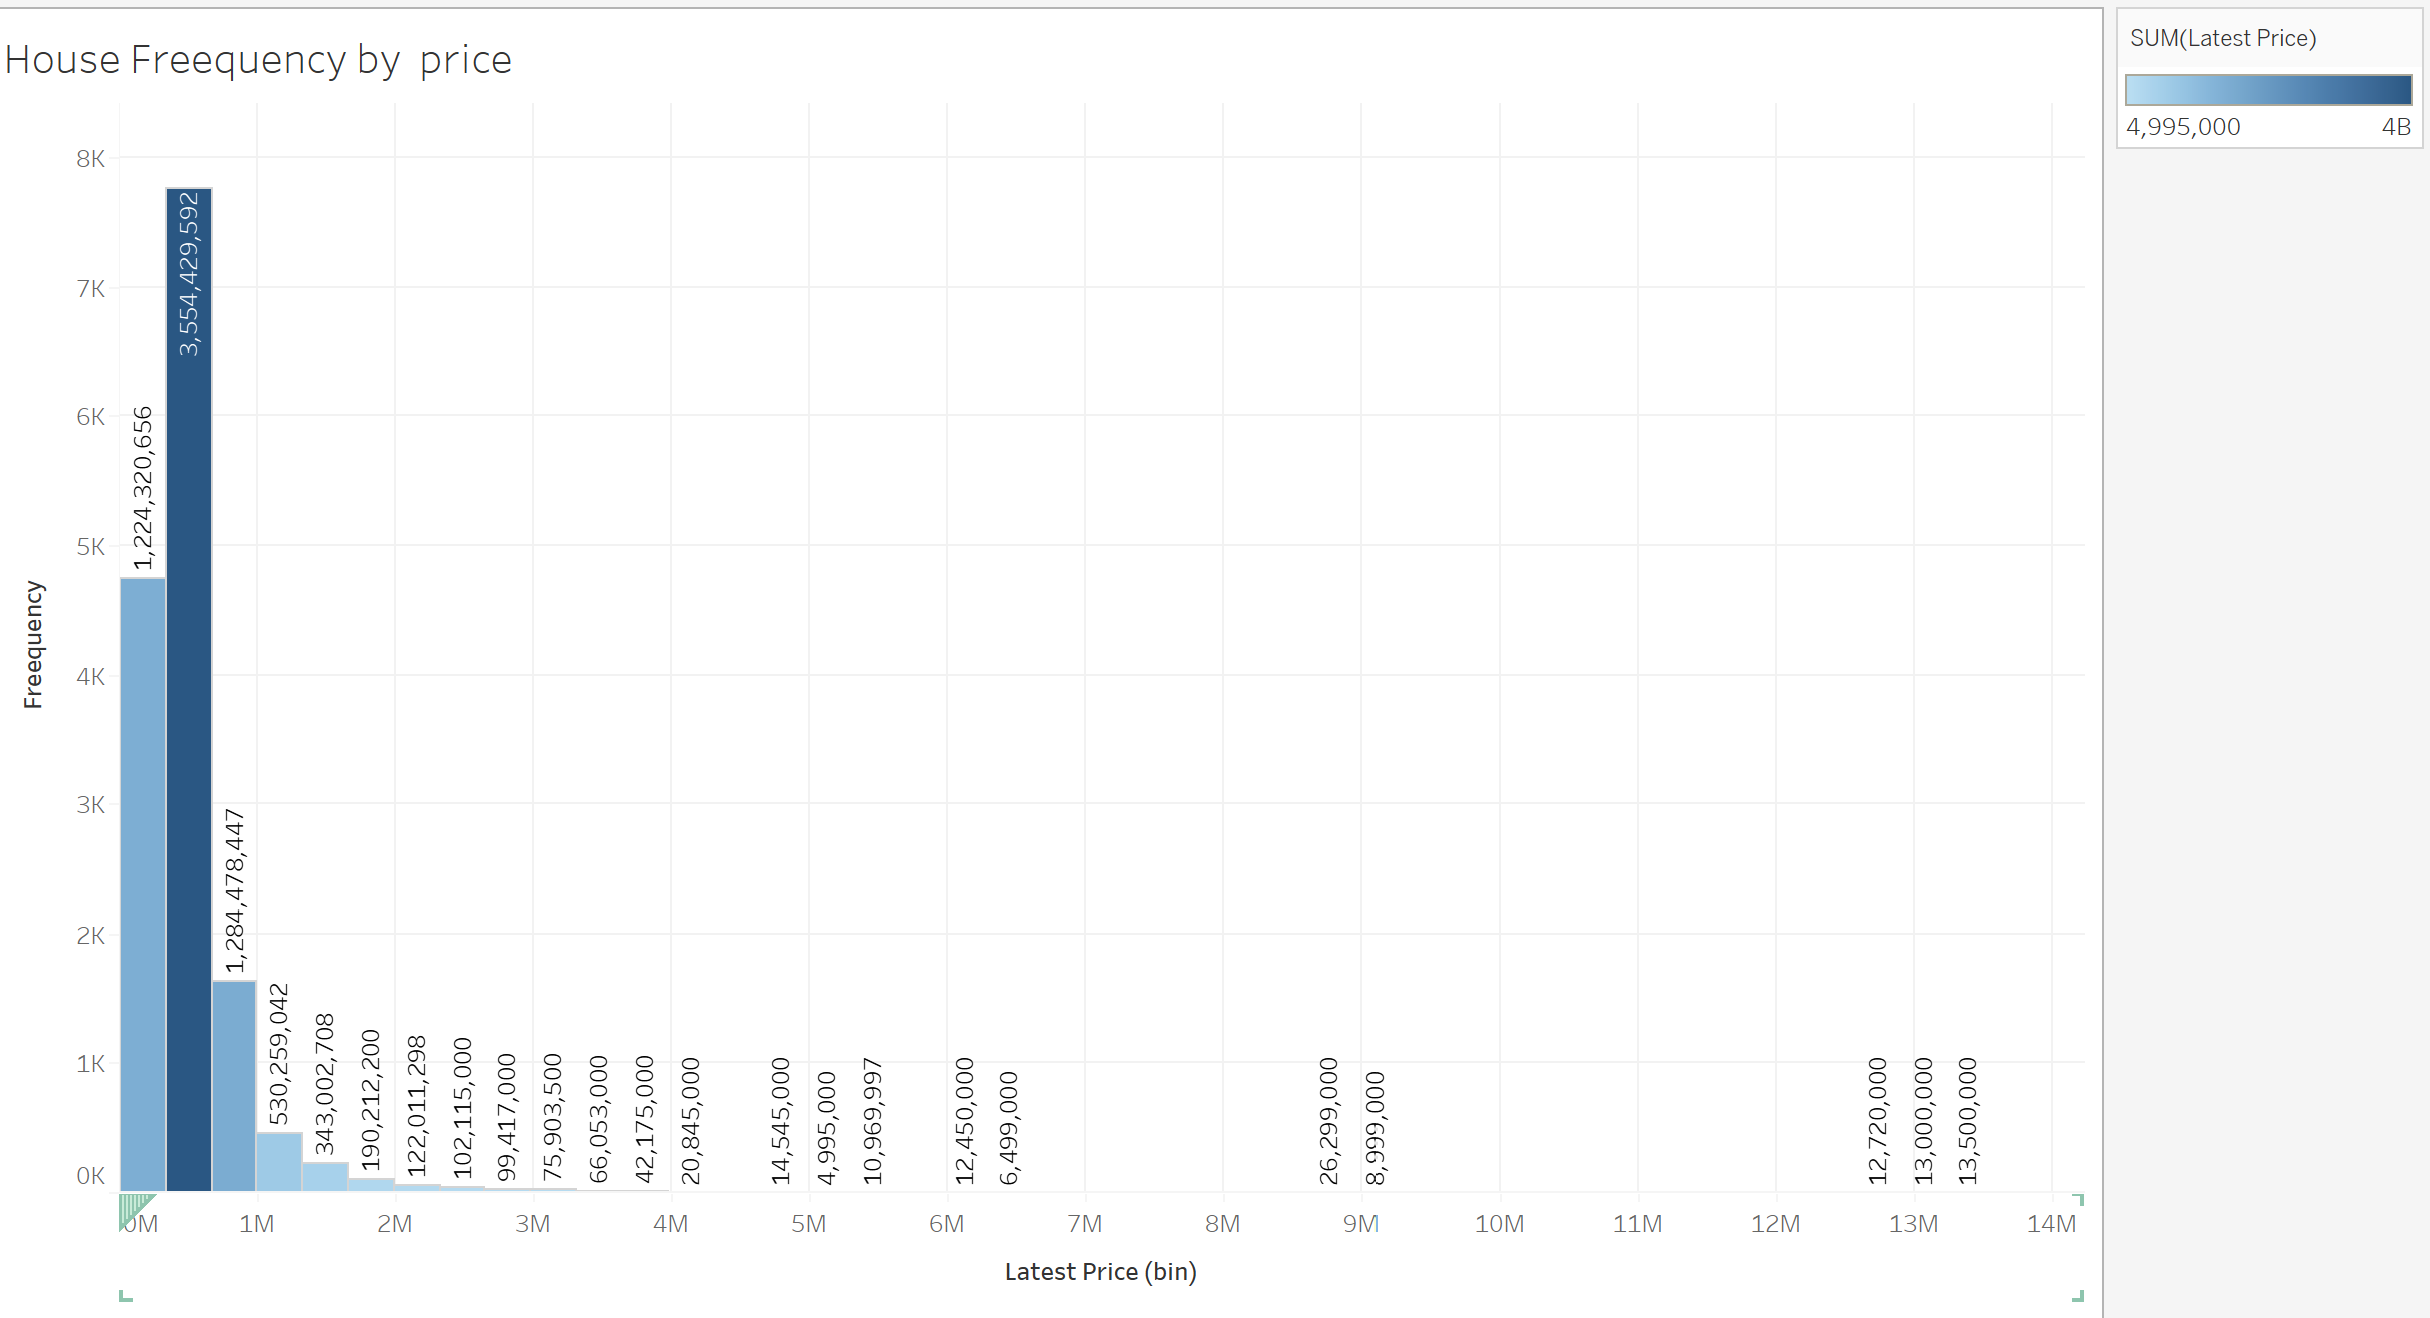 House Freequency by price
SUM(Latest Price)
4,995,000 4B
Freequency
8K
7K
6K
5K
4K
3K
2K
1K
0K
1,224,320,656
3,554,429,592
1,284,478,447
530,259,042
343,002,708
190,212,200
122,011,298
102,115,000
99,417,000
75,903,500
66,053,000
42,175,000
20,845,000
14,545,000
4,995,000
10,969,997
12,450,000
6,499,000
26,299,000
8,999,000
12,720,000
13,000,000
13,500,000
0M 1M 2M 3M 4M 5M 6M 7M 8M 9M 10M 11M 12M 13M 14M
Latest Price (bin)